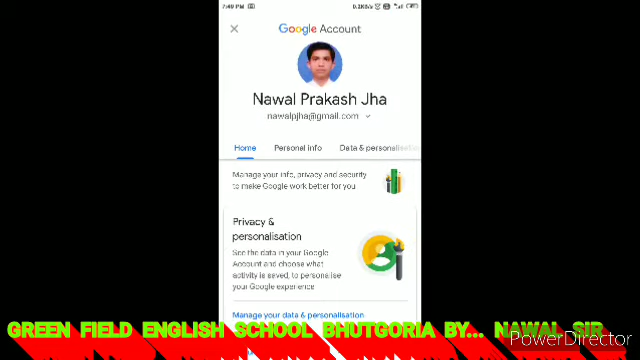 7:49 PM
0.2KB/s
Google Account
Nawal Prakash Jha
nawalpjha@gmail.com
Home Personal info Data & personalisation
Manage your info, privacy and security
to make Google work better for you
Privacy &
personalisation
See the data in your Google
Account and choose what
activity is saved, to personalise
your Google experience
Manage your data & personalisation
GREEN FIELD ENGLISH SCHOOL BHUTGORIA BY... NAWAL SIR
PowerDirector